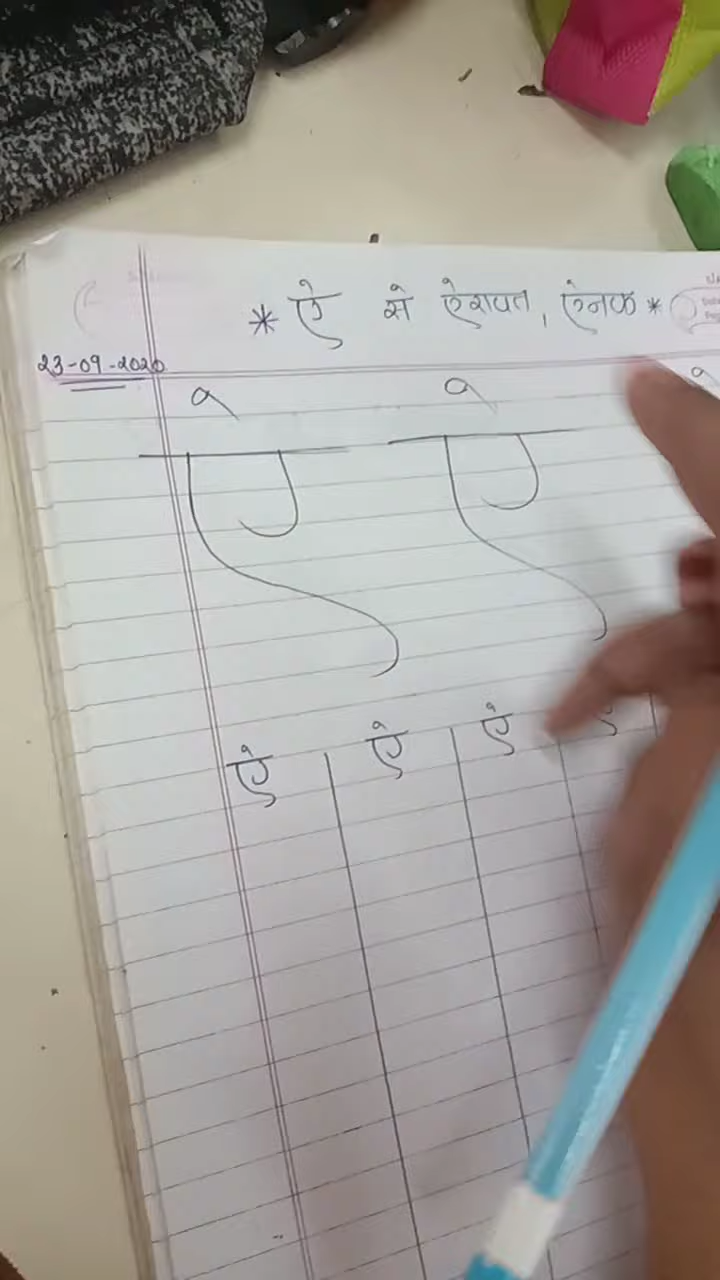 * ऐ से ऐरावत, ऐनक *
23-09-2020
ऐ ऐ
ऐ ऐ ऐ